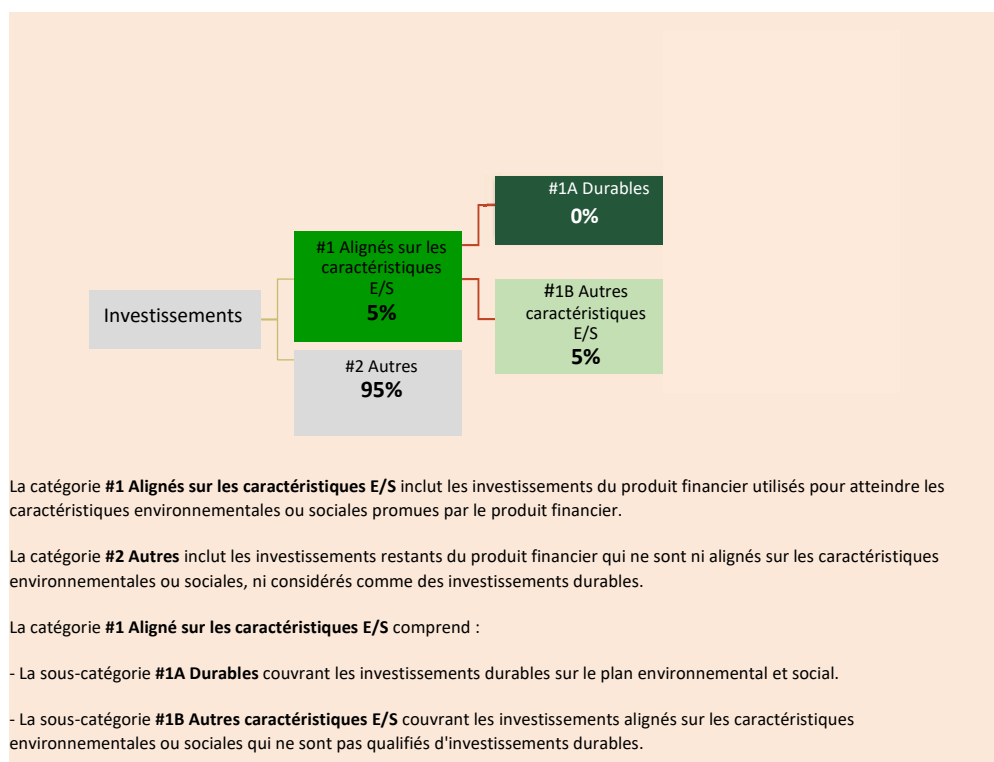 #1A Durables
0%
#1 Alignés sur les
caractéristiques
E/S
5%
#1B Autres
caractéristiques
E/S
5%
Investissements
#2 Autres
95%
La catégorie #1 Alignés sur les caractéristiques E/S inclut les investissements du produit financier utilisés pour atteindre les
caractéristiques environnementales ou sociales promues par le produit financier.
La catégorie #2 Autres inclut les investissements restants du produit financier qui ne sont ni alignés sur les caractéristiques
environnementales ou sociales, ni considérés comme des investissements durables.
La catégorie #1 Aligné sur les caractéristiques E/S comprend :
- La sous-catégorie #1A Durables couvrant les investissements durables sur le plan environnemental et social.
- La sous-catégorie #1B Autres caractéristiques E/S couvrant les investissements alignés sur les caractéristiques
environnementales ou sociales qui ne sont pas qualifiés d'investissements durables.